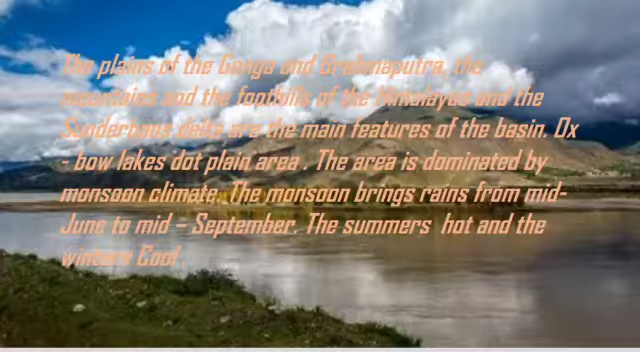 The plains of the Ganga and Brahmaputra, the
mountains and the foothills of the Himalayas and the
Sunderbans delta are the main features of the basin. Ox
- bow lakes dot plain area . The area is dominated by
monsoon climate. The monsoon brings rains from mid-
June to mid – September. The summers  hot and the
winters Cool .